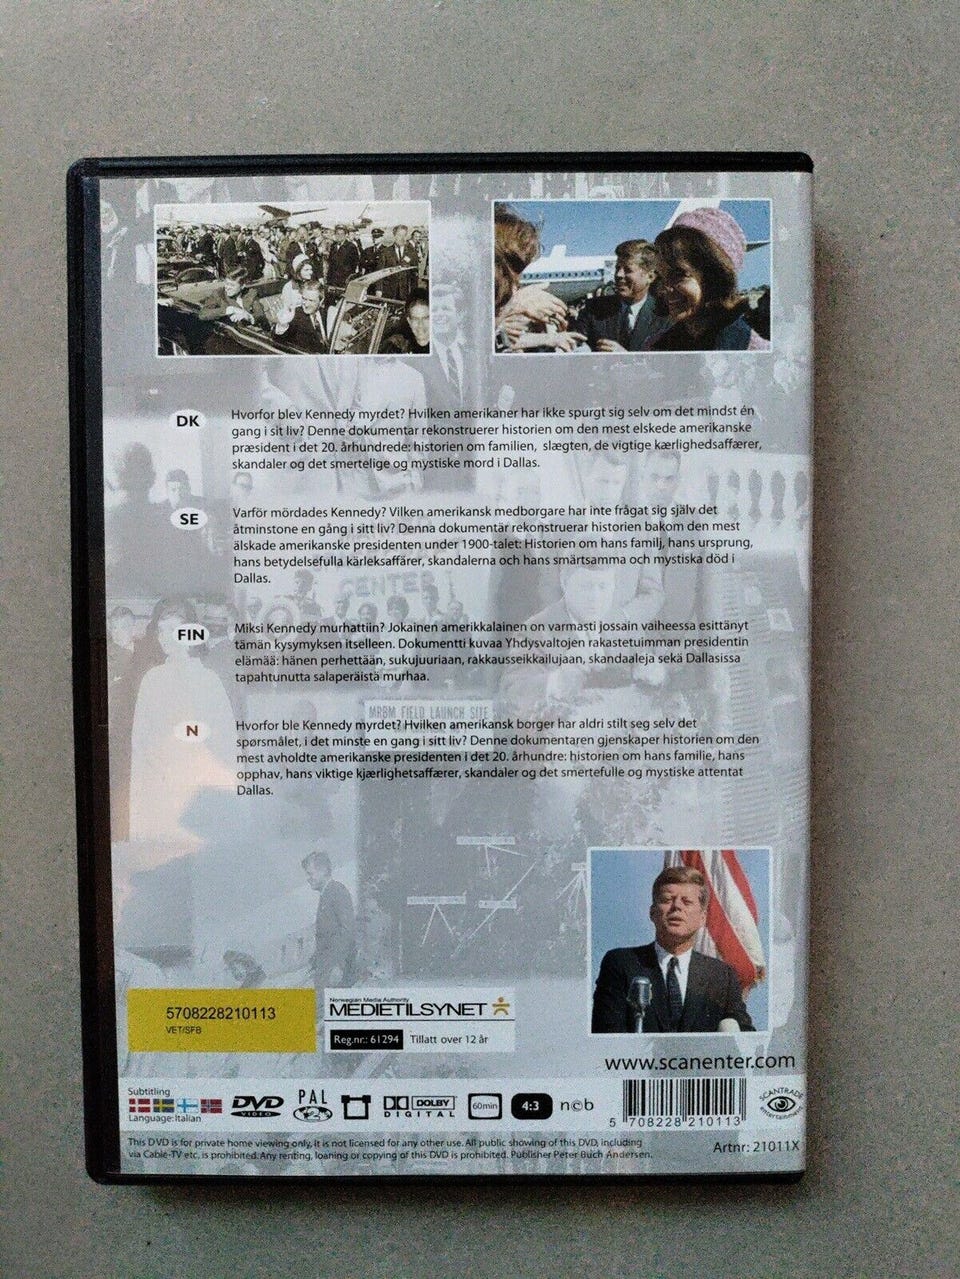 DK
Hvorfor blev Kennedy myrdet? Hvilken amerikaner har ikke spurgt sig selv om det mindst én
gang i sit liv? Denne dokumentar rekonstruerer historien om den mest elskede amerikanske
præsident i det 20. århundrede: historien om familien, slægten, de vigtige kærlighedsaffærer,
skandaler og det smertelige og mystiske mord i Dallas.
SE
Varför mördades Kennedy? Vilken amerikansk medborgare har inte frågat sig själv det
åtminstone en gång i sitt liv? Denna dokumentär rekonstruerar historien bakom den mest
älskade amerikanske presidenten under 1900-talet: Historien om hans familj, hans ursprung,
hans betydelsefulla kärleksaffärer, skandalerna och hans smärtsamma och mystiska död i
Dallas.
FIN
Miksi Kennedy murhattiin? Jokainen amerikkalainen on varmasti jossain vaiheessa esittänyt
tämän kysymyksen itselleen. Dokumentti kuvaa Yhdysvaltojen rakastetuimman presidentin
elämää: hänen perhettään, sukujuuriaan, rakkausseikkailujaan, skandaaleja sekä Dallasissa
tapahtunutta salaperäistä murhaa.
MRBM FIELD LAUNCH SITE
N
Hvorfor ble Kennedy myrdet? Hvilken amerikansk borger har aldri stilt seg selv det
spørsmålet, i det minste en gang i sitt liv? Denne dokumentaren gjenskaper historien om den
mest avholdte amerikanske presidenten i det 20. århundre: historien om hans familie, hans
opphav, hans viktige kjærlighetsaffærer, skandaler og det smertefulle og mystiske attentat
Dallas.
5708228210113
VET/SFB
Norwegian Media Authority
MEDIETILSYNET
Reg.nr.: 61294 Tillatt over 12 år
www.scanenter.com
Subtitling
Language: Italian
DVD VIDEO
PAL 2
DOLBY DIGITAL
60min
4:3
ncb
5 708228 210113
SCANTRADE entertainment
This DVD is for private home viewing only, it is not licensed for any other use. All public showing of this DVD, including
via Cable-TV etc. is prohibited. Any renting, loaning or copying of this DVD is prohibited. Publisher Peter Buch Andersen.
Artnr: 21011X